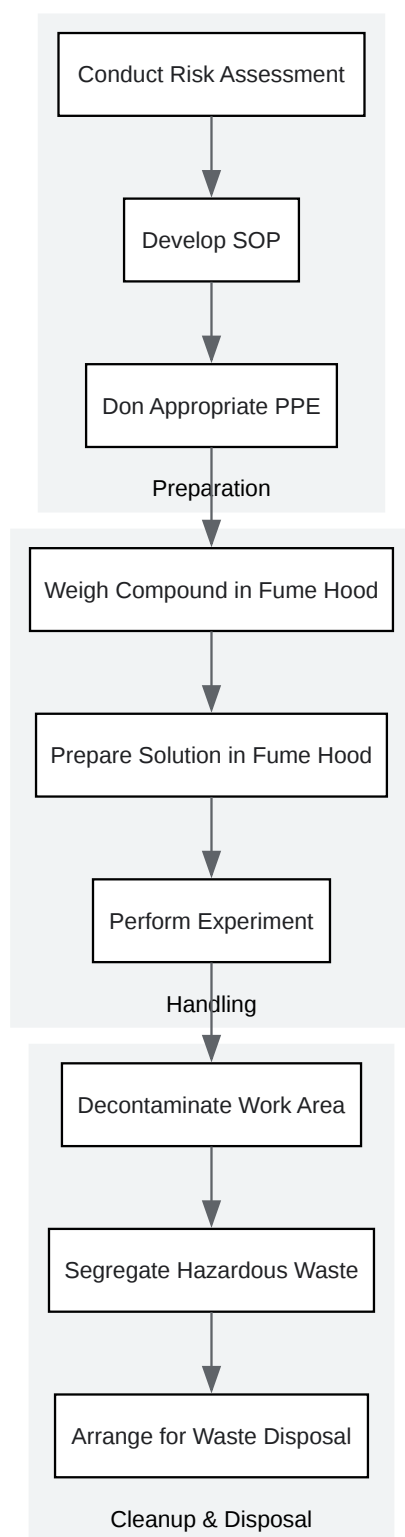 Conduct Risk Assessment
Develop SOP
Don Appropriate PPE
Preparation
Weigh Compound in Fume Hood
Prepare Solution in Fume Hood
Perform Experiment
Handling
Decontaminate Work Area
Segregate Hazardous Waste
Arrange for Waste Disposal
Cleanup & Disposal